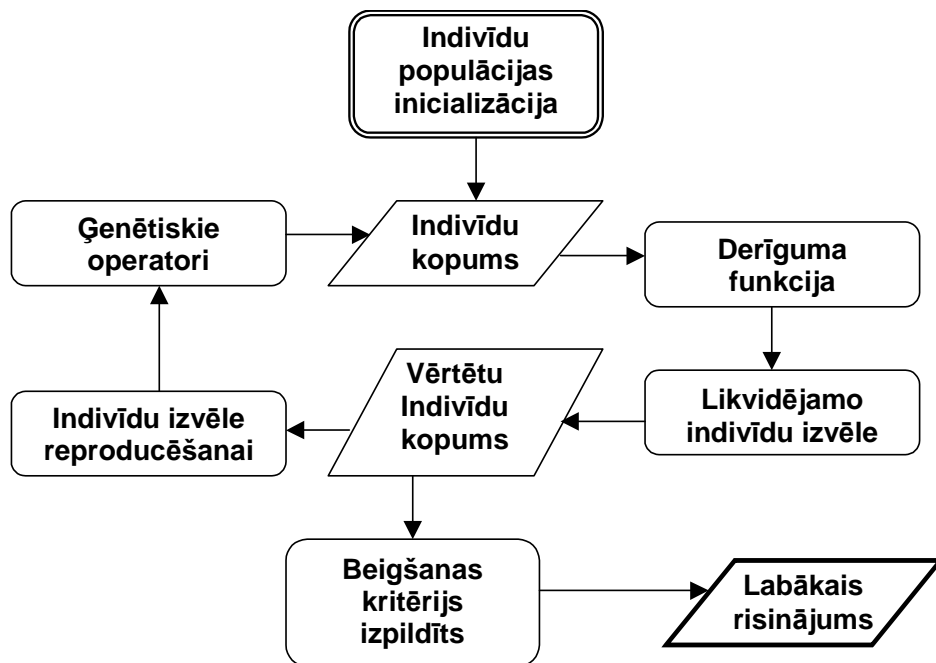 Indivīdu
populācijas
inicializācija
Ģenētiskie
operatori
Indivīdu
kopums
Derīguma
funkcija
Indivīdu izvēle
reproducēšanai
Vērtētu
Indivīdu
kopums
Likvidējamo
indivīdu izvēle
Beigšanas
kritērijs
izpildīts
Labākais
risinājums